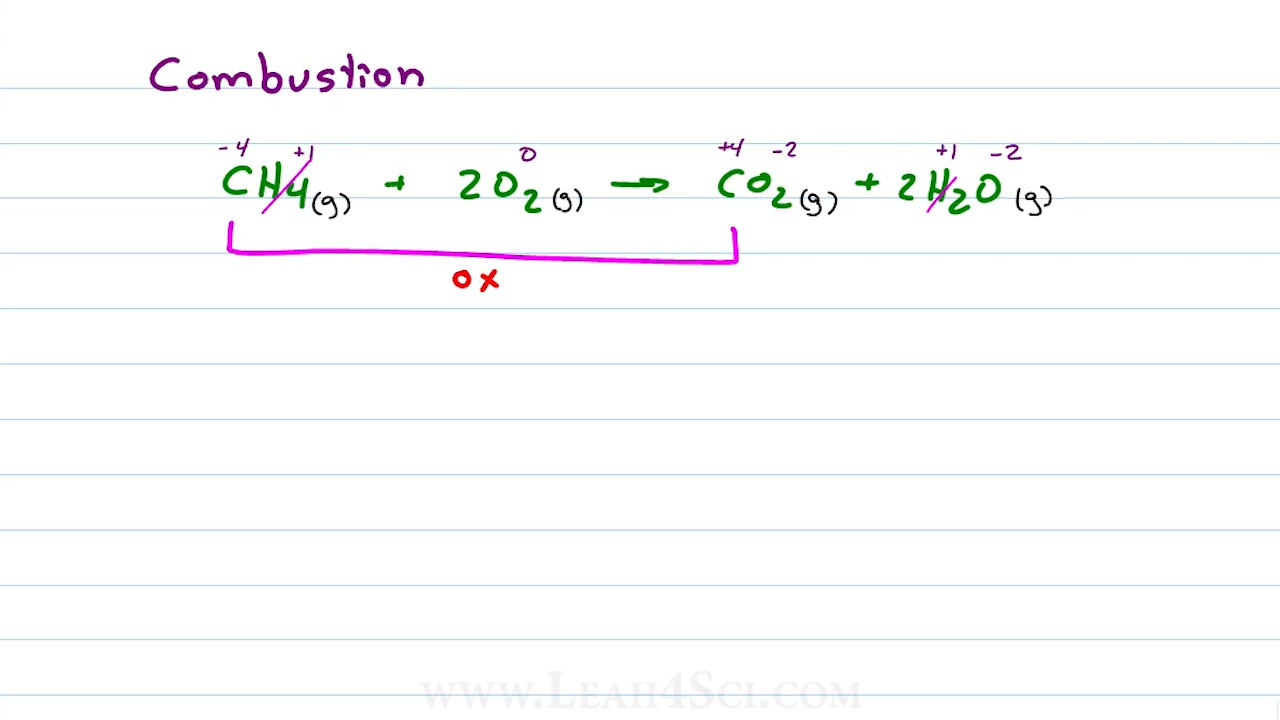 Combustion
-4 +1 0 +4 -2 +1 -2
CH4(g) + 2O2(g) → CO2(g) + 2H2O(g)
ox
www.Leah4Sci.com